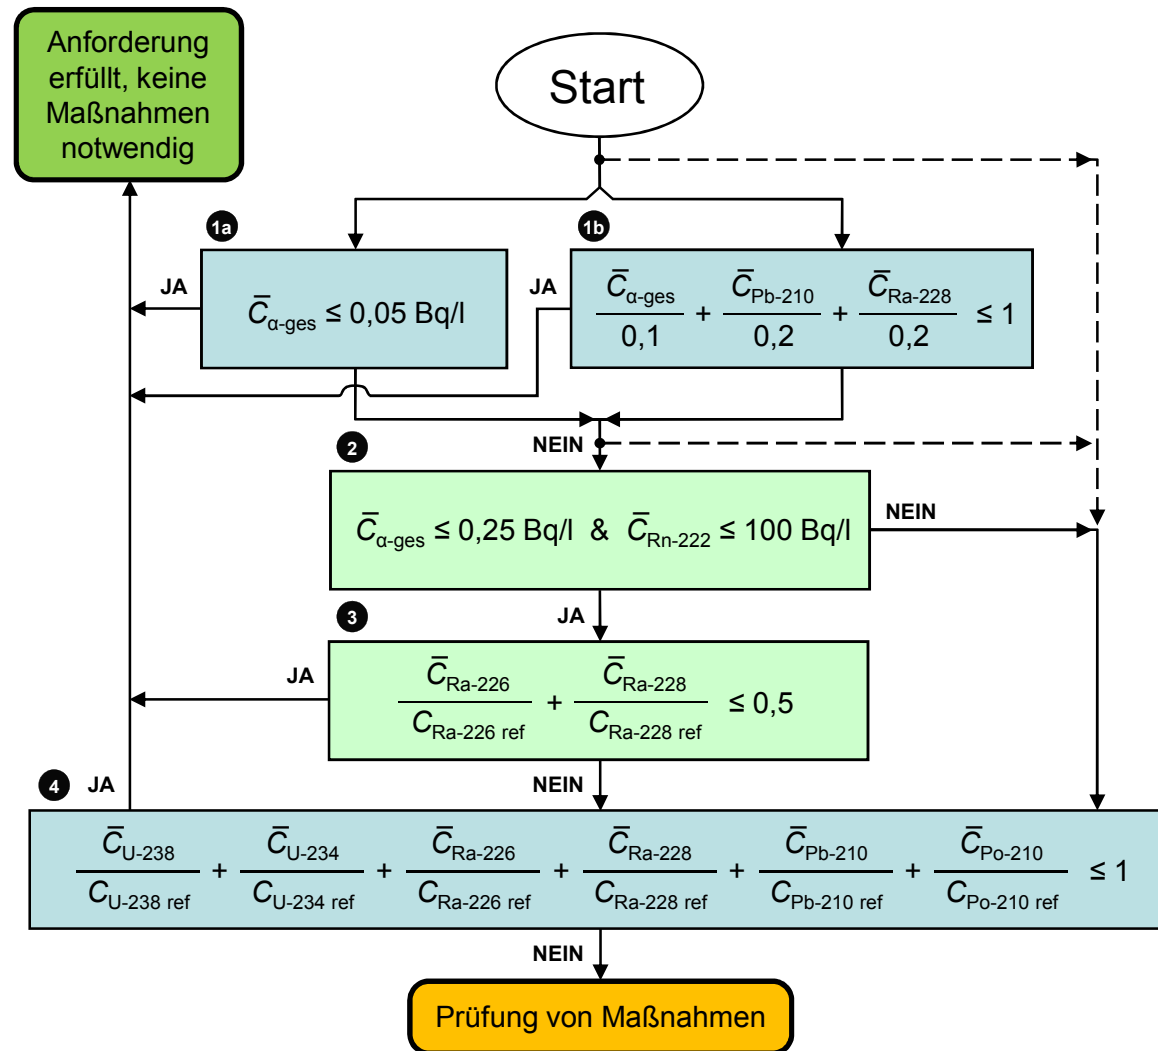 Anforderung
erfüllt, keine
Maßnahmen
notwendig
Start
1a
1b
JA
C̅α-ges ≤ 0,05 Bq/l
JA
C̅α-ges/0,1 + C̅Pb-210/0,2 + C̅Ra-228/0,2 ≤ 1
NEIN
2
C̅α-ges ≤ 0,25 Bq/l & C̅Rn-222 ≤ 100 Bq/l
NEIN
JA
3
JA
C̅Ra-226/CRa-226 ref + C̅Ra-228/CRa-228 ref ≤ 0,5
NEIN
4 JA
C̅U-238/CU-238 ref + C̅U-234/CU-234 ref + C̅Ra-226/CRa-226 ref + C̅Ra-228/CRa-228 ref + C̅Pb-210/CPb-210 ref + C̅Po-210/CPo-210 ref ≤ 1
NEIN
Prüfung von Maßnahmen